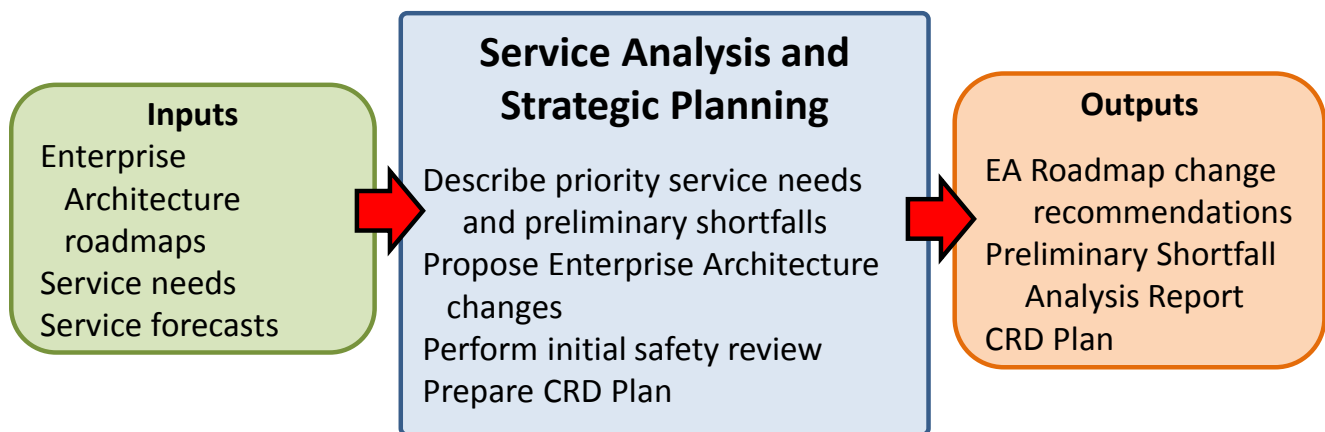 Inputs
Enterprise
Architecture
roadmaps
Service needs
Service forecasts
Service Analysis and
Strategic Planning
Describe priority service needs
and preliminary shortfalls
Propose Enterprise Architecture
changes
Perform initial safety review
Prepare CRD Plan
Outputs
EA Roadmap change
recommendations
Preliminary Shortfall
Analysis Report
CRD Plan